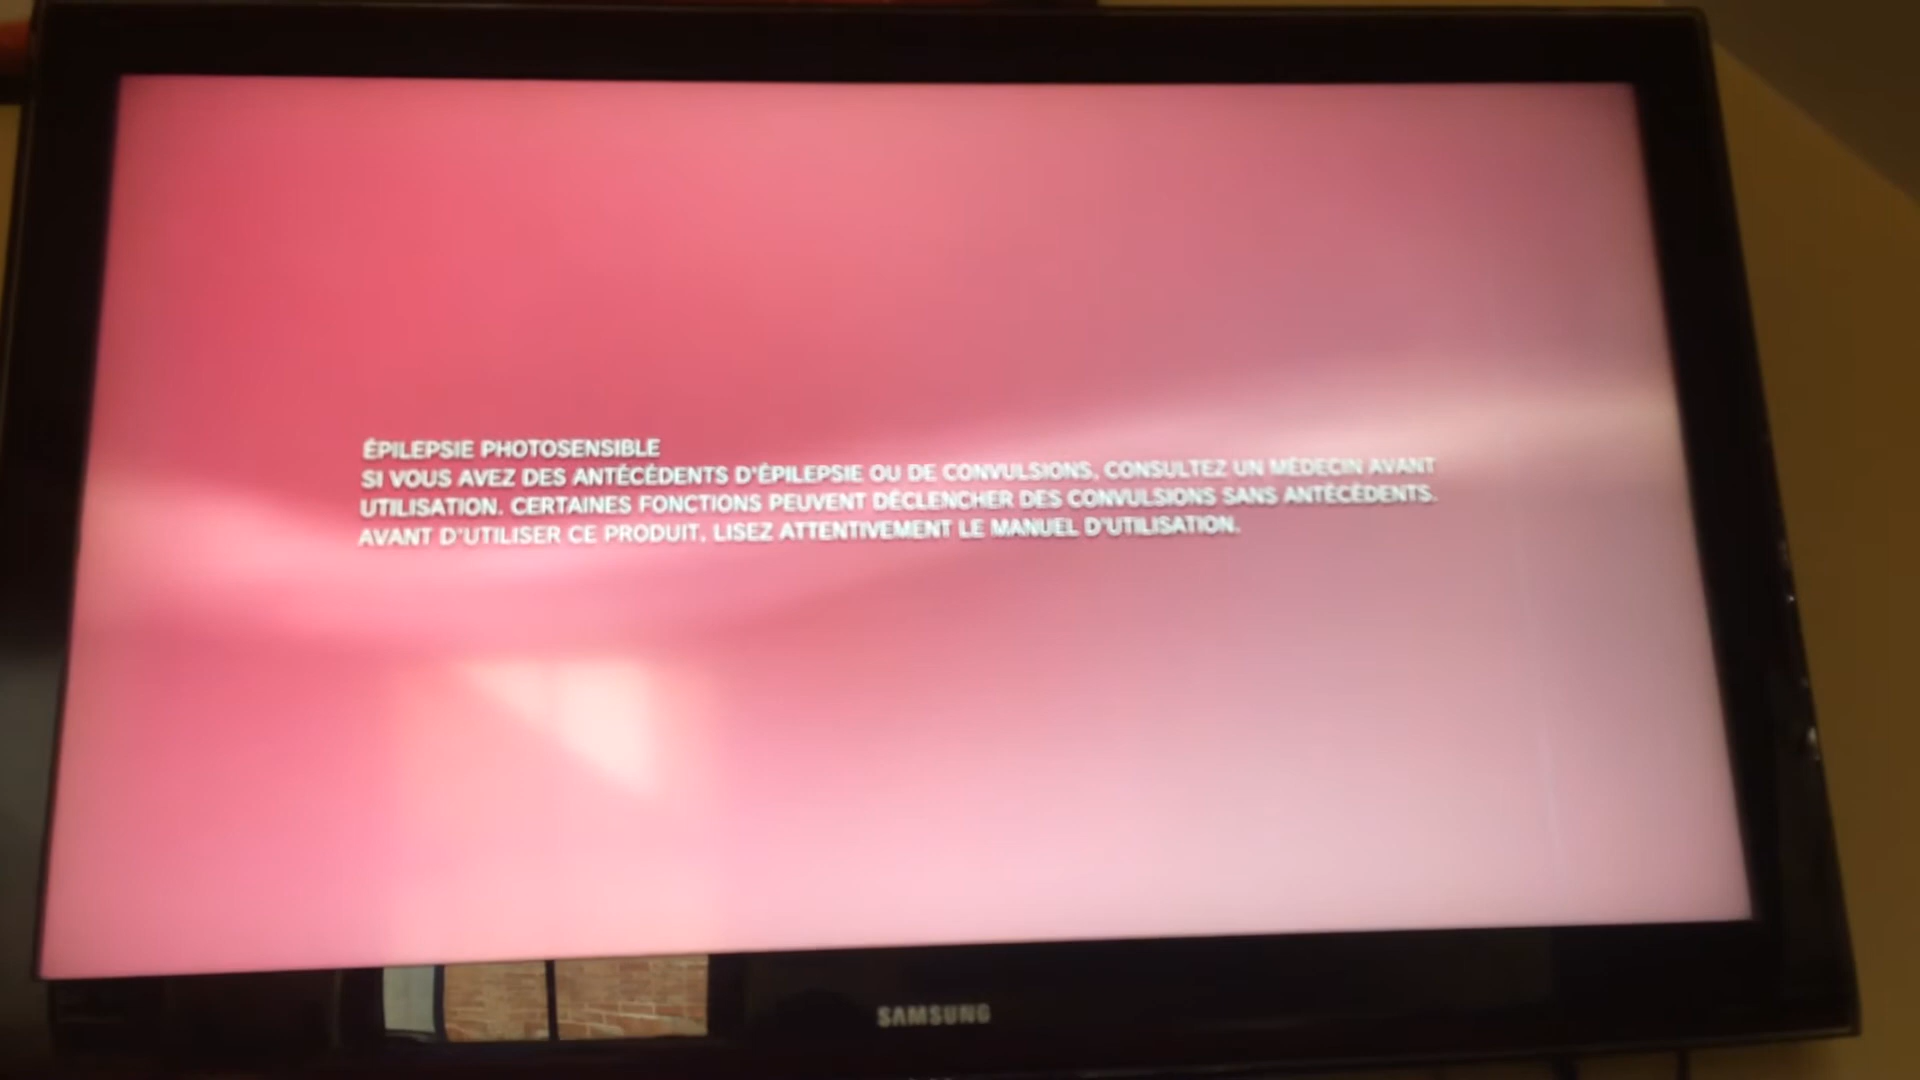 ÉPILEPSIE PHOTOSENSIBLE
SI VOUS AVEZ DES ANTÉCÉDENTS D'ÉPILEPSIE OU DE CONVULSIONS, CONSULTEZ UN MÉDECIN AVANT
UTILISATION. CERTAINES FONCTIONS PEUVENT DÉCLENCHER DES CONVULSIONS SANS ANTÉCÉDENTS.
AVANT D'UTILISER CE PRODUIT, LISEZ ATTENTIVEMENT LE MANUEL D'UTILISATION.
SAMSUNG